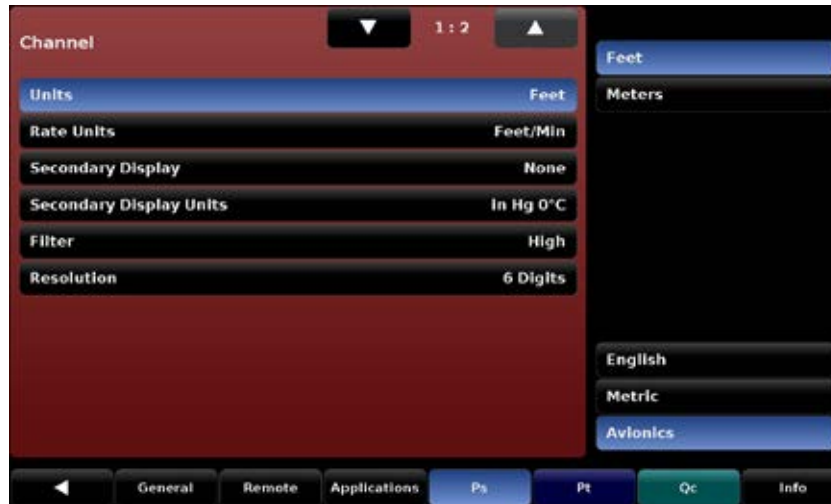 Channel
1:2
Units Feet
Rate Units Feet/Min
Secondary Display None
Secondary Display Units In Hg 0°C
Filter High
Resolution 6 Digits
Feet
Meters
English
Metric
Avionics
General Remote Applications Ps Pt Qc Info